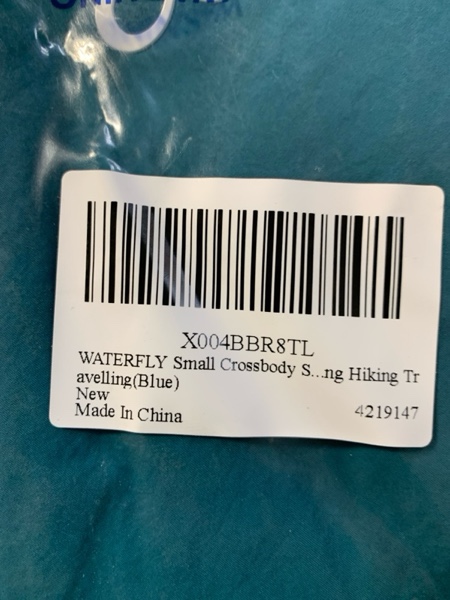 X004BBR8TL
WATERFLY Small Crossbody S...ng Hiking Tr
avelling(Blue)
New
Made In China
4219147